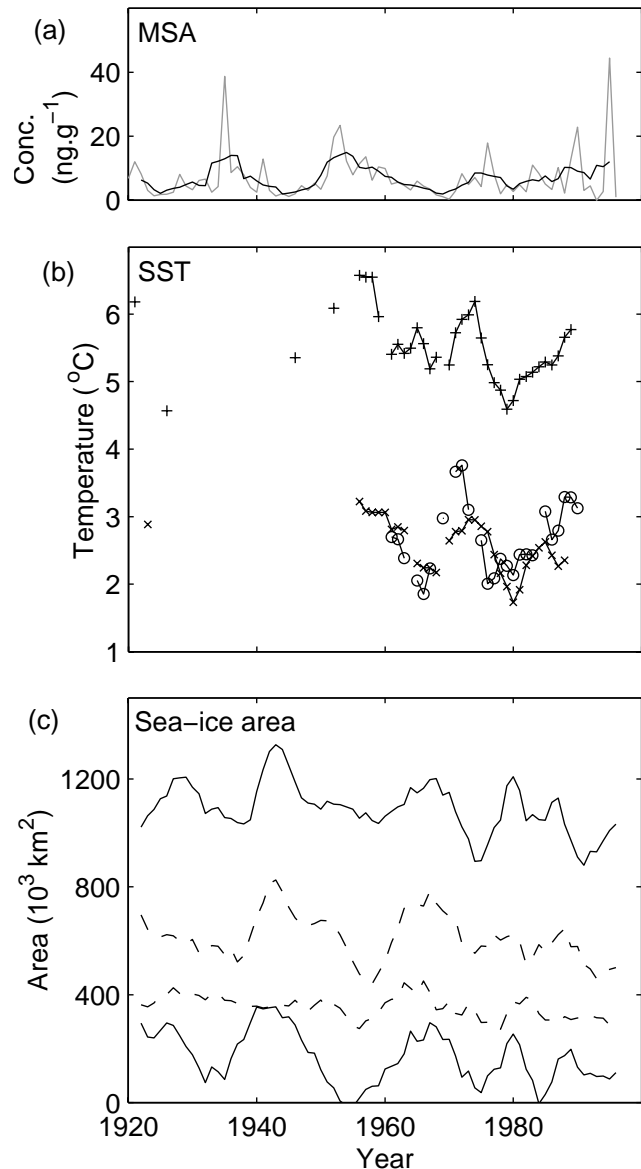 (a)
MSA
40
20
0
Conc.
(ng.g−1)
(b)
SST
6
5
4
3
2
1
Temperature ( oC)
(c)
Sea−ice area
1200
800
400
0
Area (10³ km²)
1920
1940
1960
1980
Year